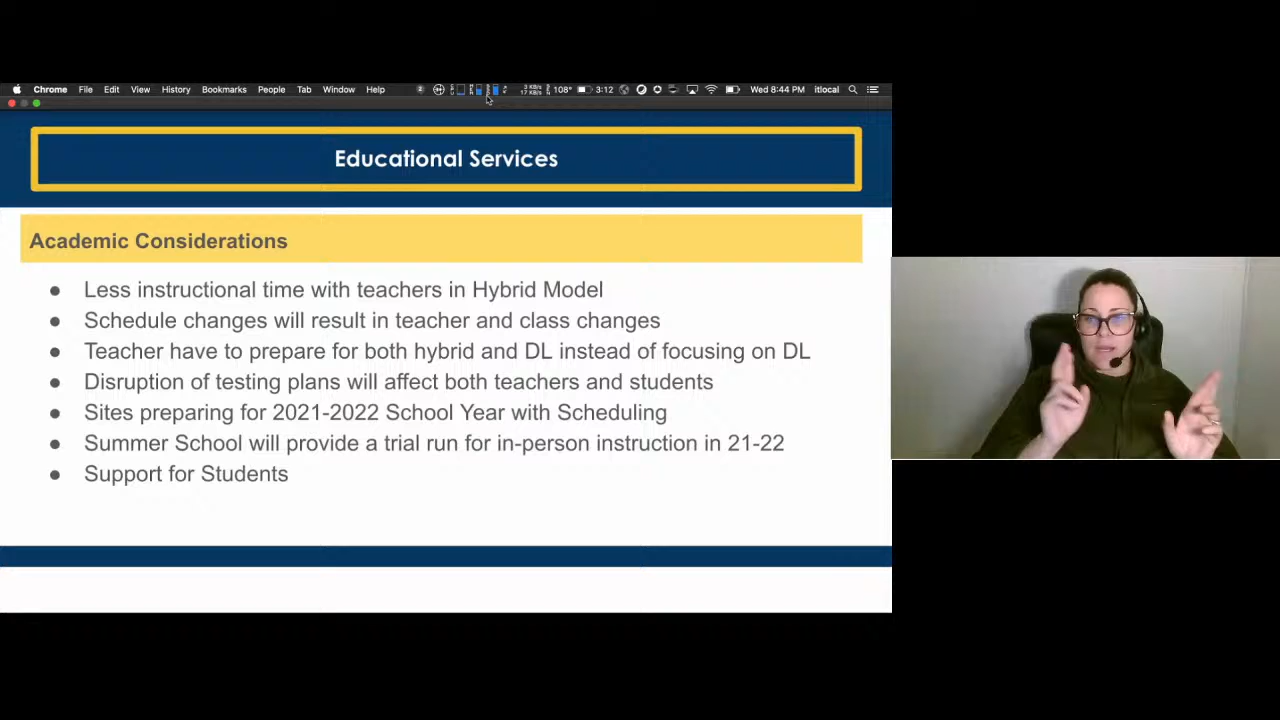 Chrome File Edit View History Bookmarks People Tab Window Help 3 KB/s 17 KB/s 108° 3:12 Wed 8:44 PM itlocal
Educational Services
Academic Considerations
● Less instructional time with teachers in Hybrid Model
● Schedule changes will result in teacher and class changes
● Teacher have to prepare for both hybrid and DL instead of focusing on DL
● Disruption of testing plans will affect both teachers and students
● Sites preparing for 2021-2022 School Year with Scheduling
● Summer School will provide a trial run for in-person instruction in 21-22
● Support for Students